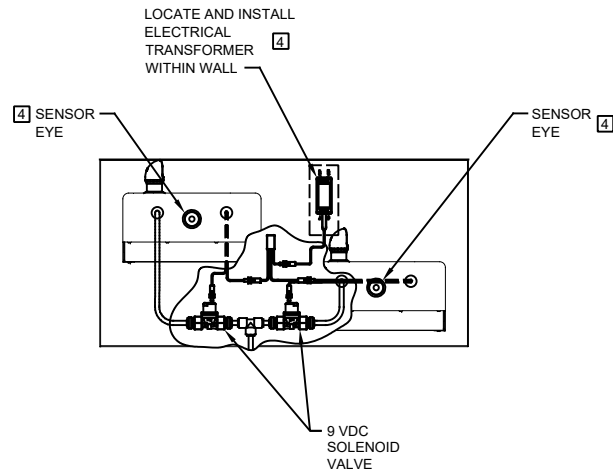 LOCATE AND INSTALL
ELECTRICAL
TRANSFORMER 4
WITHIN WALL
4 SENSOR
EYE
SENSOR
EYE 4
9 VDC
SOLENOID
VALVE